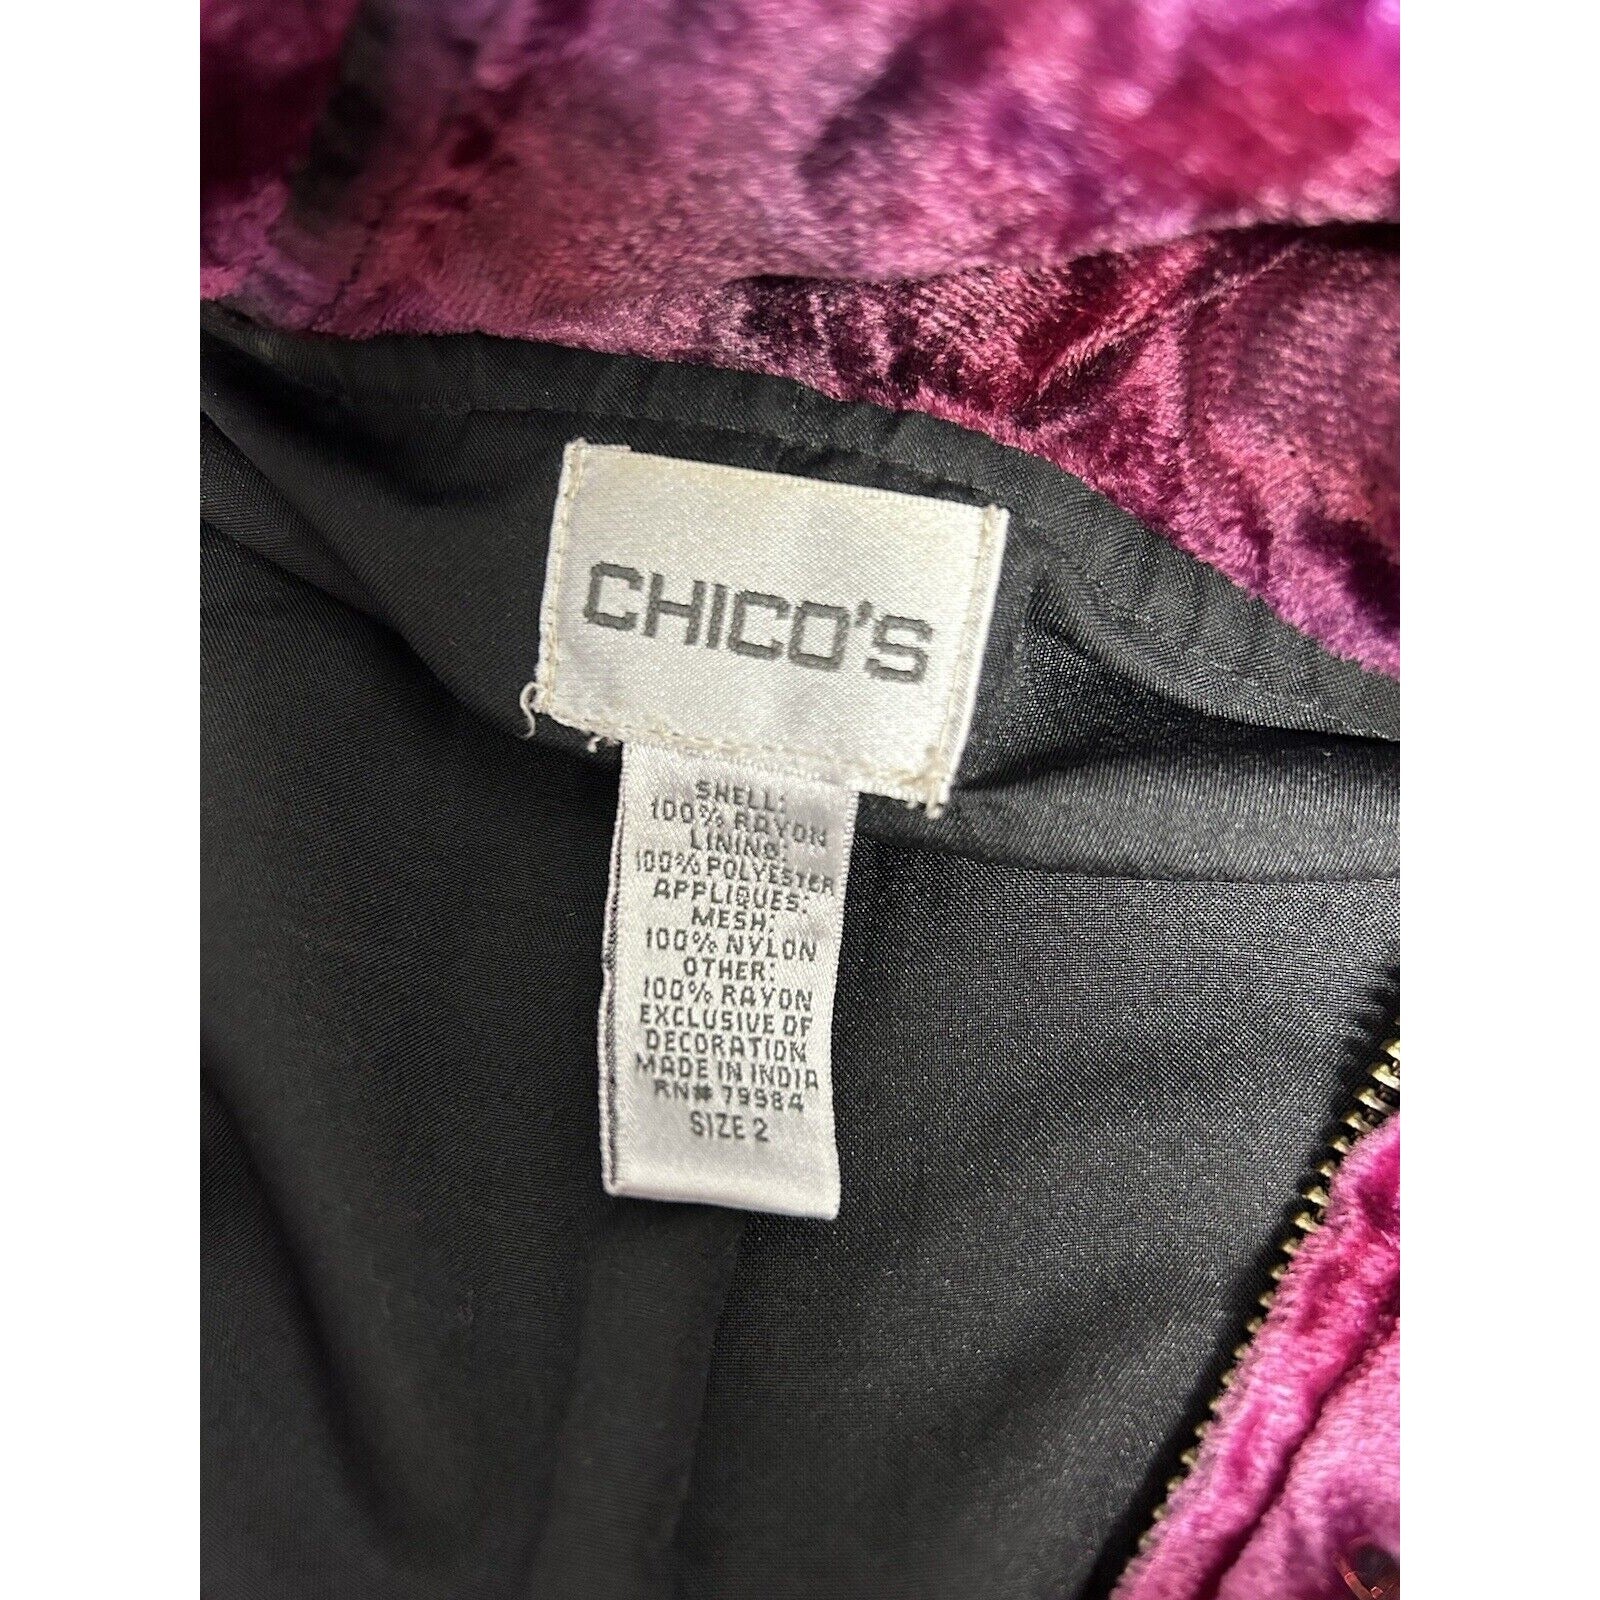 CHICO'S
SHELL:
100% RAYON
LINING:
100% POLYESTER
APPLIQUES:
MESH:
100% NYLON
OTHER:
100% RAYON
EXCLUSIVE OF
DECORATION
MADE IN INDIA
RN# 79984
SIZE 2